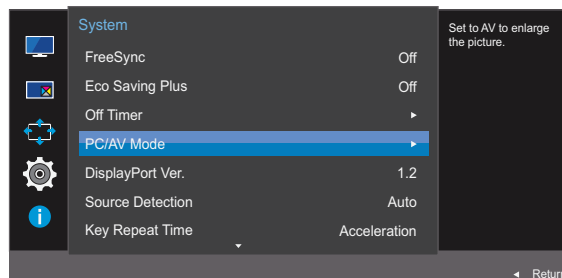 System
FreeSync Off
Eco Saving Plus Off
Off Timer
PC/AV Mode
DisplayPort Ver. 1.2
Source Detection Auto
Key Repeat Time Acceleration
Set to AV to enlarge
the picture.
Return